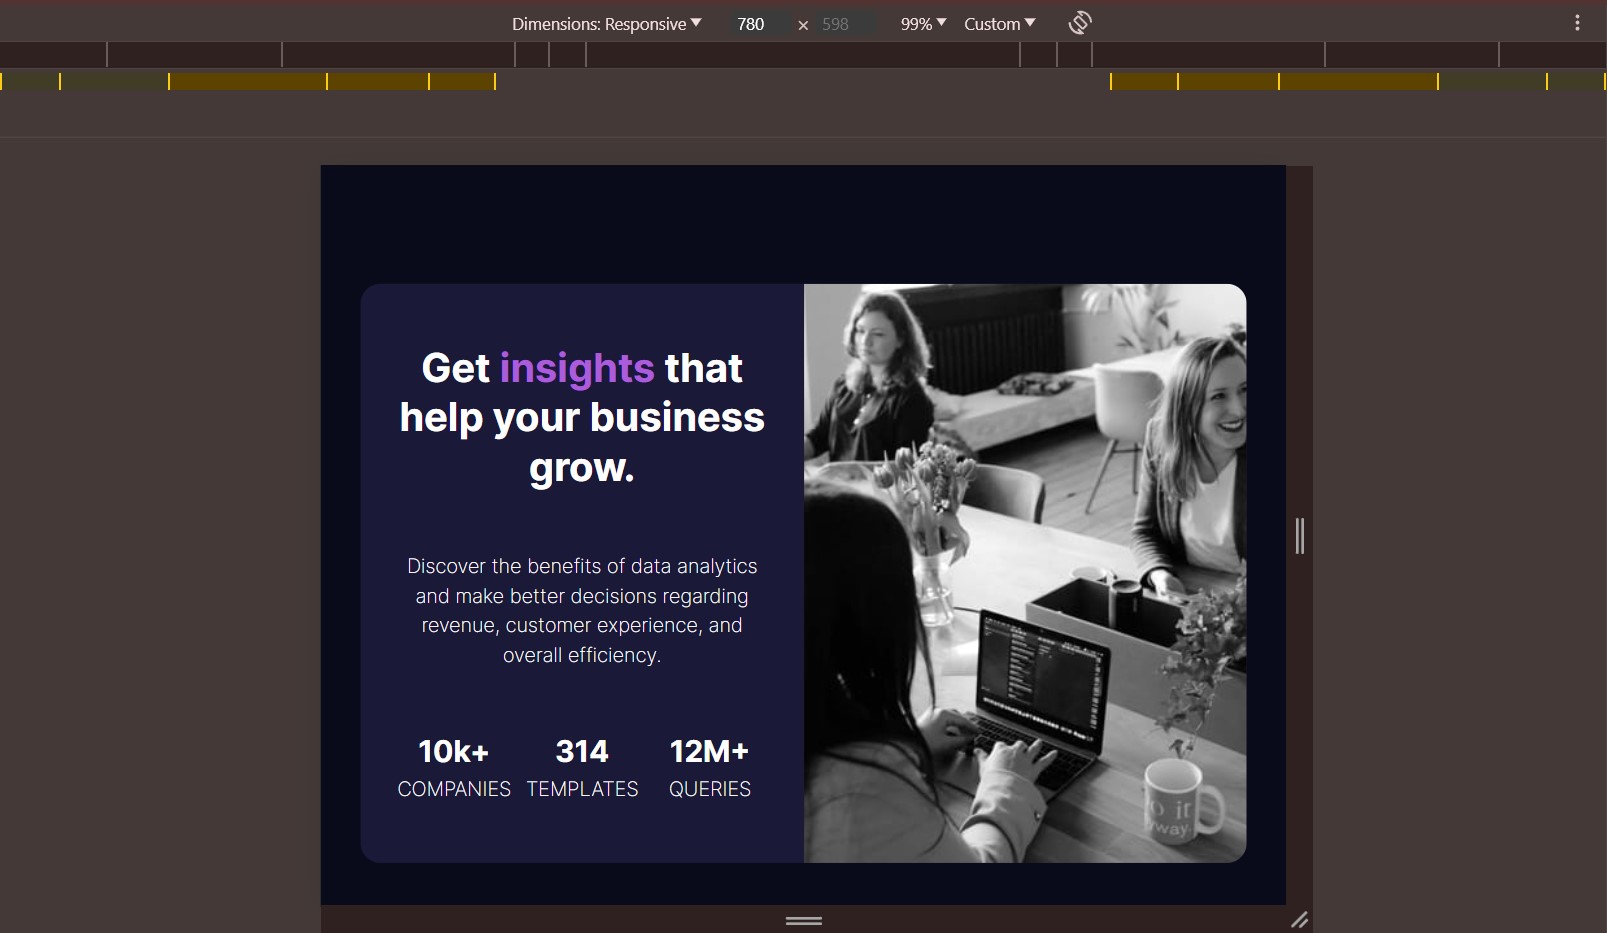 Dimensions: Responsive 780 × 598 99% Custom
Get insights that
help your business
grow.
Discover the benefits of data analytics
and make better decisions regarding
revenue, customer experience, and
overall efficiency.
10k+ 314 12M+
COMPANIES TEMPLATES QUERIES